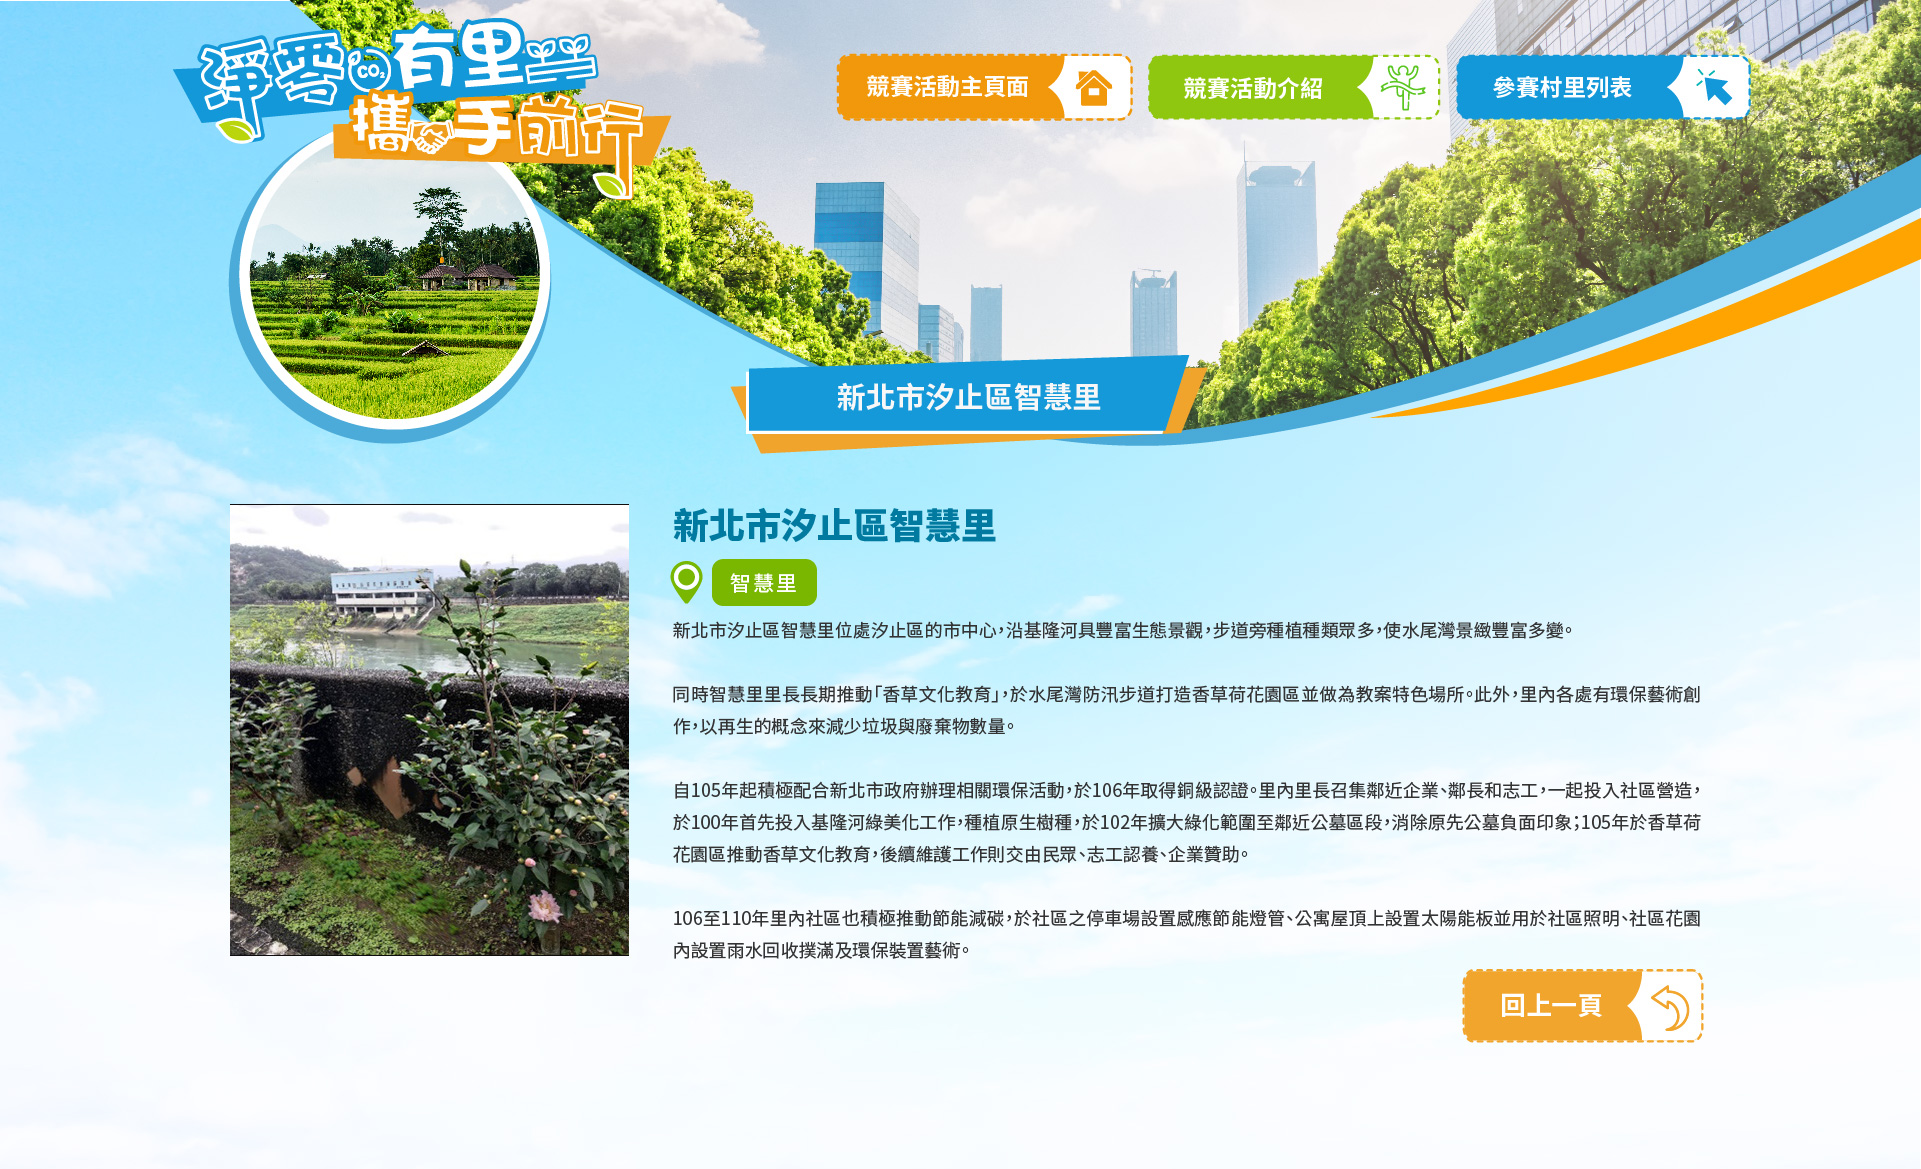 淨零CO₂有里
攜手前行
競賽活動主頁面
競賽活動介紹
參賽村里列表
新北市汐止區智慧里
新北市汐止區智慧里
智慧里
新北市汐止區智慧里位處汐止區的市中心，沿基隆河具豐富生態景觀，步道旁種植種類眾多，使水尾灣景緻豐富多變。
同時智慧里里長長期推動「香草文化教育」，於水尾灣防汛步道打造香草荷花園區並做為教案特色場所。此外，里內各處有環保藝術創
作，以再生的概念來減少垃圾與廢棄物數量。
自105年起積極配合新北市政府辦理相關環保活動，於106年取得銅級認證。里內里長召集鄰近企業、鄰長和志工，一起投入社區營造，
於100年首先投入基隆河綠美化工作，種植原生樹種，於102年擴大綠化範圍至鄰近公墓區段，消除原先公墓負面印象；105年於香草荷
花園區推動香草文化教育，後續維護工作則交由民眾、志工認養、企業贊助。
106至110年里內社區也積極推動節能減碳，於社區之停車場設置感應節能燈管、公寓屋頂上設置太陽能板並用於社區照明、社區花園
內設置雨水回收撲滿及環保裝置藝術。
回上一頁